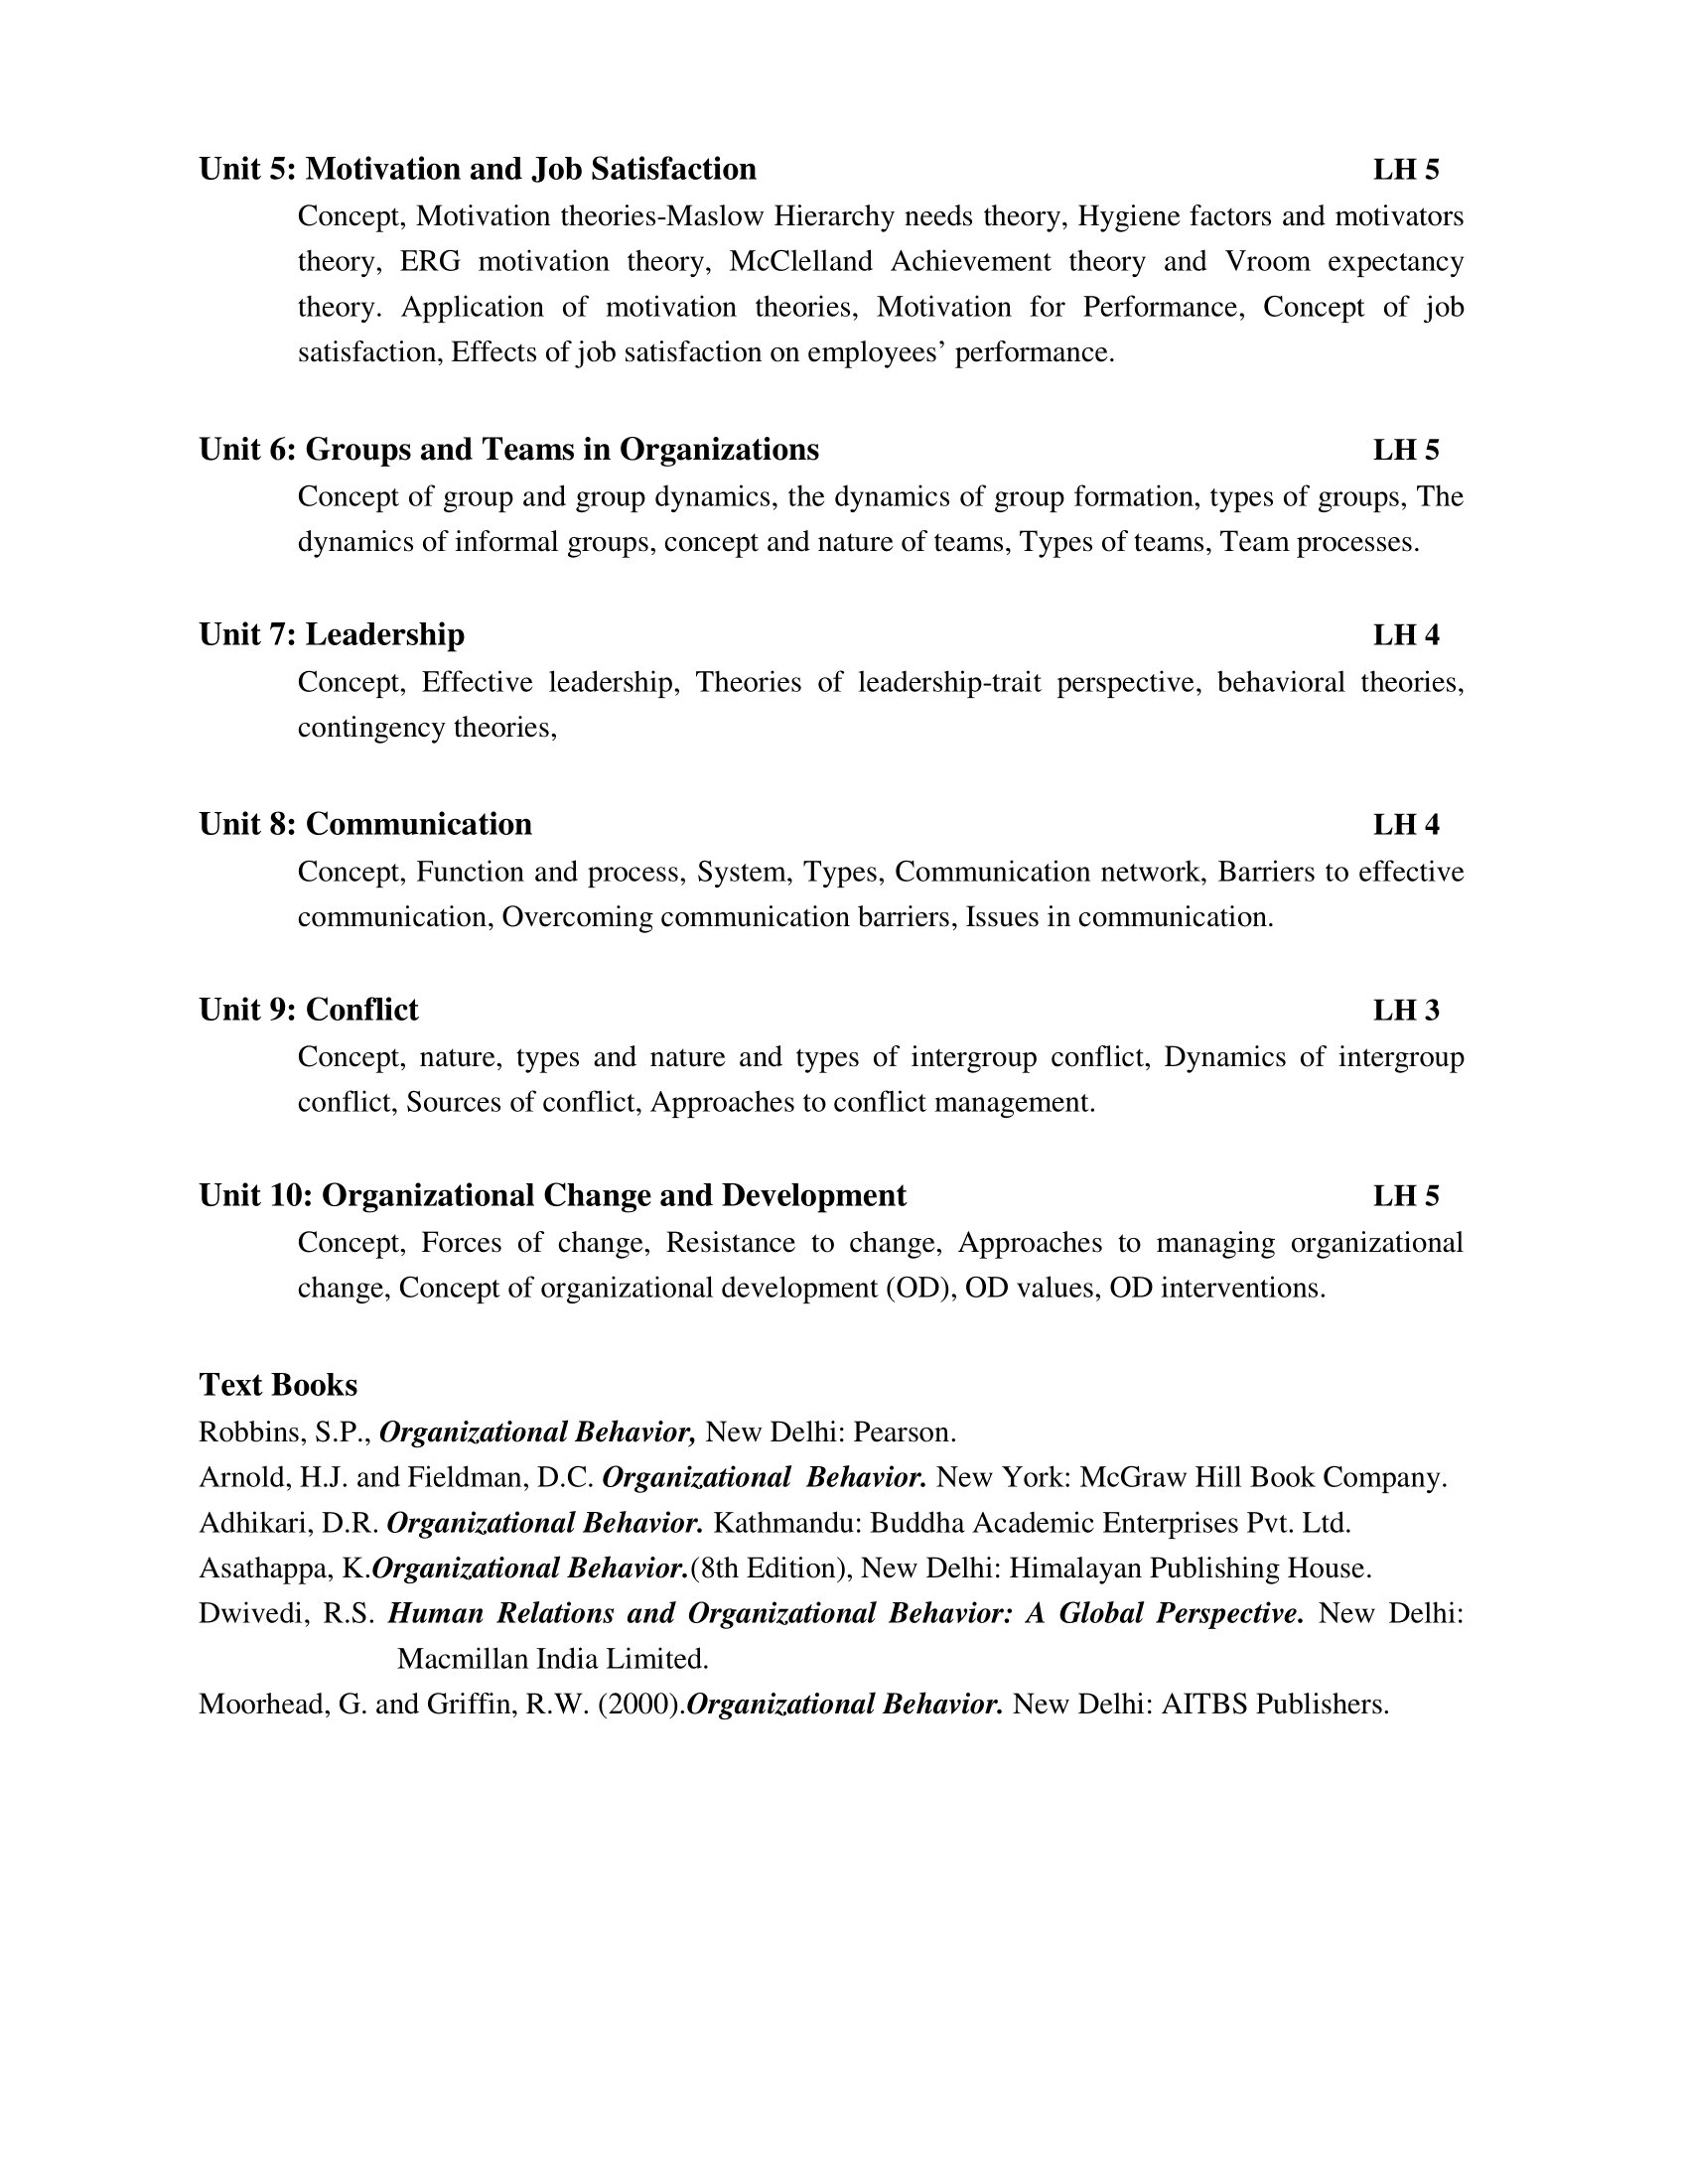 Unit 5: Motivation and Job Satisfaction LH 5
Concept, Motivation theories-Maslow Hierarchy needs theory, Hygiene factors and motivators
theory, ERG motivation theory, McClelland Achievement theory and Vroom expectancy
theory. Application of motivation theories, Motivation for Performance, Concept of job
satisfaction, Effects of job satisfaction on employees’ performance.
Unit 6: Groups and Teams in Organizations LH 5
Concept of group and group dynamics, the dynamics of group formation, types of groups, The
dynamics of informal groups, concept and nature of teams, Types of teams, Team processes.
Unit 7: Leadership LH 4
Concept, Effective leadership, Theories of leadership-trait perspective, behavioral theories,
contingency theories,
Unit 8: Communication LH 4
Concept, Function and process, System, Types, Communication network, Barriers to effective
communication, Overcoming communication barriers, Issues in communication.
Unit 9: Conflict LH 3
Concept, nature, types and nature and types of intergroup conflict, Dynamics of intergroup
conflict, Sources of conflict, Approaches to conflict management.
Unit 10: Organizational Change and Development LH 5
Concept, Forces of change, Resistance to change, Approaches to managing organizational
change, Concept of organizational development (OD), OD values, OD interventions.
Text Books
Robbins, S.P., Organizational Behavior, New Delhi: Pearson.
Arnold, H.J. and Fieldman, D.C. Organizational Behavior. New York: McGraw Hill Book Company.
Adhikari, D.R. Organizational Behavior. Kathmandu: Buddha Academic Enterprises Pvt. Ltd.
Asathappa, K.Organizational Behavior.(8th Edition), New Delhi: Himalayan Publishing House.
Dwivedi, R.S. Human Relations and Organizational Behavior: A Global Perspective. New Delhi:
Macmillan India Limited.
Moorhead, G. and Griffin, R.W. (2000).Organizational Behavior. New Delhi: AITBS Publishers.